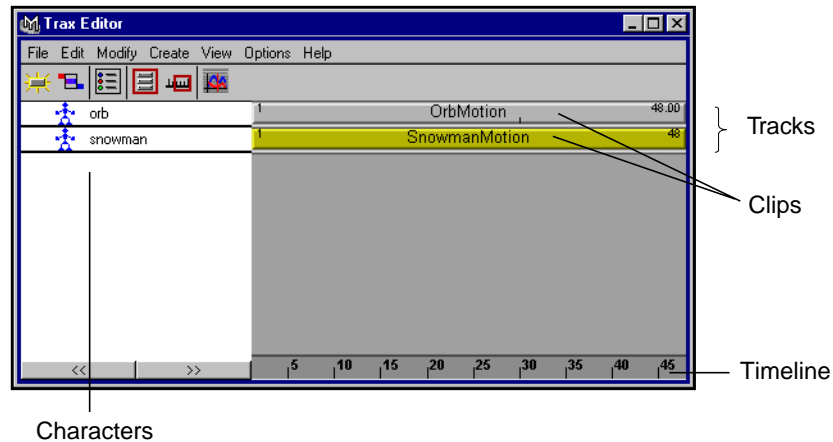 Trax Editor
File Edit Modify Create View Options Help
orb 1 OrbMotion 48.00
snowman 1 SnowmanMotion 48
Tracks
Clips
<< >> 5 10 15 20 25 30 35 40 45
Timeline
Characters